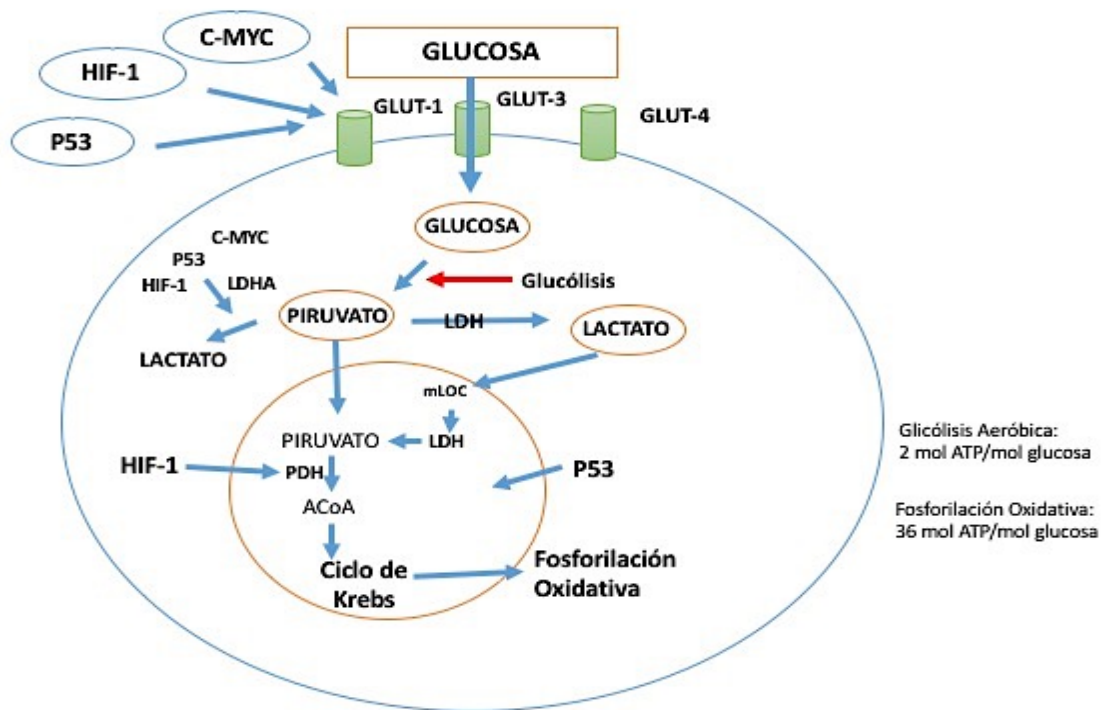 C-MYC
GLUCOSA
HIF-1
GLUT-1
GLUT-3
GLUT-4
P53
GLUCOSA
C-MYC
P53
HIF-1
LDHA
Glucólisis
PIRUVATO
LDH
LACTATO
LACTATO
mLOC
PIRUVATO
LDH
HIF-1
PDH
P53
ACoA
Ciclo de
Krebs
Fosforilación
Oxidativa
Glicólisis Aeróbica:
2 mol ATP/mol glucosa
Fosforilación Oxidativa:
36 mol ATP/mol glucosa